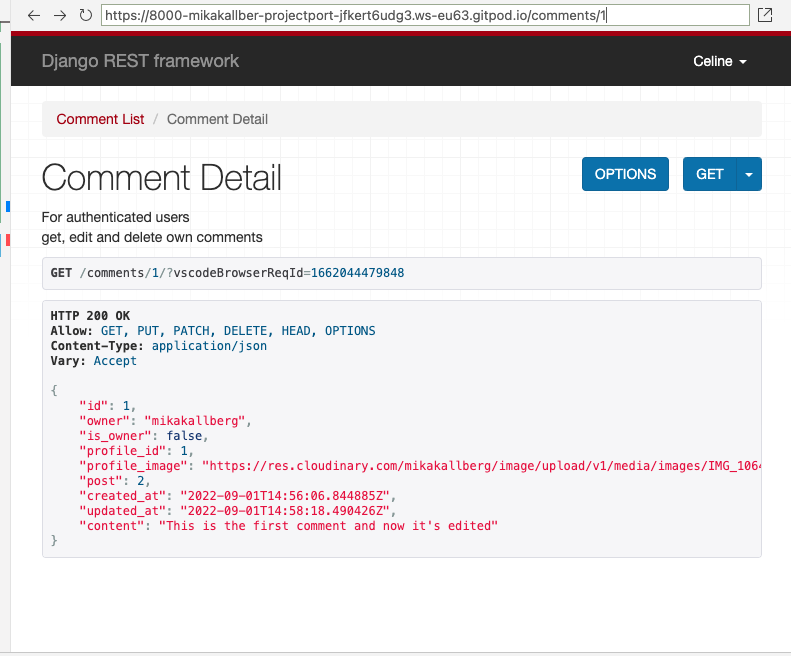 https://8000-mikakallber-projectport-jfkert6udg3.ws-eu63.gitpod.io/comments/1
Django REST framework
Celine
Comment List / Comment Detail
Comment Detail
OPTIONS
GET
For authenticated users
get, edit and delete own comments
GET /comments/1/?vscodeBrowserReqId=1662044479848
HTTP 200 OK
Allow: GET, PUT, PATCH, DELETE, HEAD, OPTIONS
Content-Type: application/json
Vary: Accept
{
"id": 1,
"owner": "mikakallberg",
"is_owner": false,
"profile_id": 1,
"profile_image": "https://res.cloudinary.com/mikakallberg/image/upload/v1/media/images/IMG_1064
"post": 2,
"created_at": "2022-09-01T14:56:06.844885Z",
"updated_at": "2022-09-01T14:58:18.490426Z",
"content": "This is the first comment and now it's edited"
}